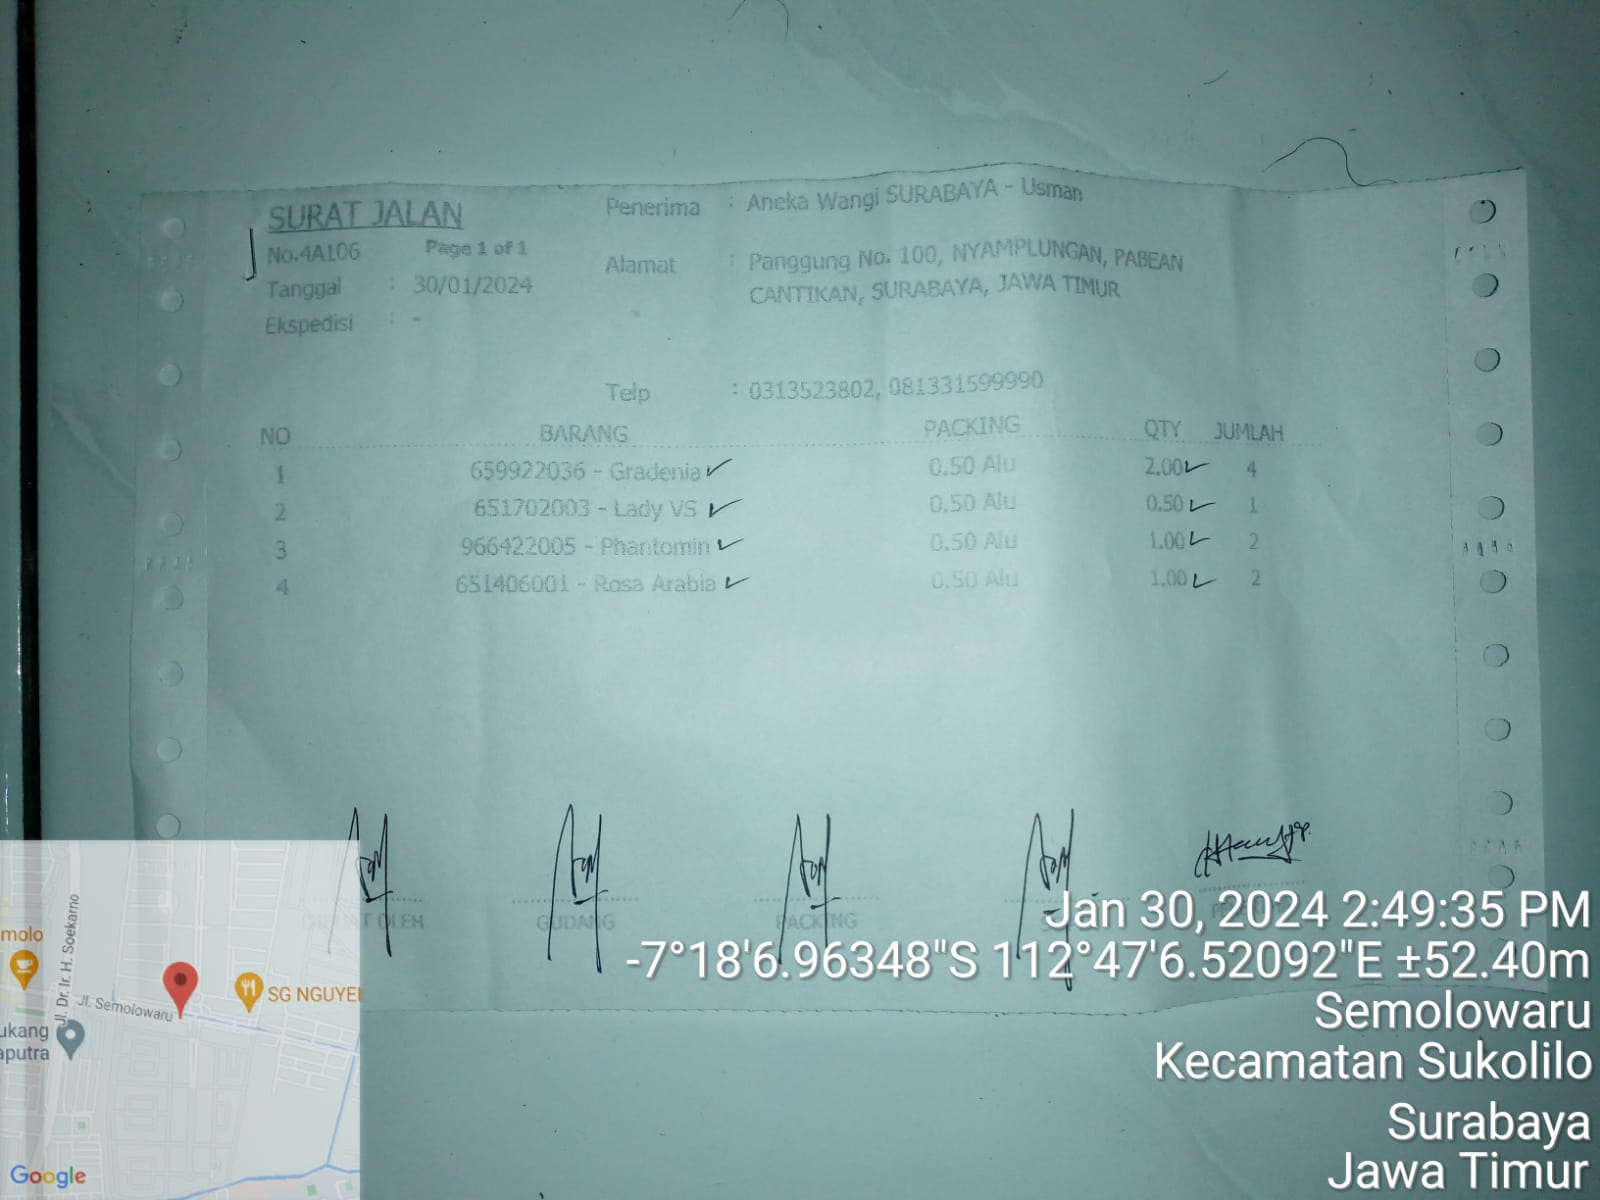 SURAT JALAN
No.4A106 Page 1 of 1
Tanggal : 30/01/2024
Ekspedisi : -
Penerima : Aneka Wangi SURABAYA - Usman
Alamat : Panggung No. 100, NYAMPLUNGAN, PABEAN
CANTIKAN, SURABAYA, JAWA TIMUR
Telp : 0313523802, 081331599990
NO BARANG PACKING QTY JUMLAH
1 659922036 - Gradenia 0.50 Alu 2.00 4
2 651702003 - Lady VS 0.50 Alu 0.50 1
3 966422005 - Phantomin 0.50 Alu 1.00 2
4 651406001 - Rosa Arabia 0.50 Alu 1.00 2
OLEH GUDANG PACKING
Jan 30, 2024 2:49:35 PM
-7°18'6.96348"S 112°47'6.52092"E ±52.40m
Semolowaru
Kecamatan Sukolilo
Surabaya
Jawa Timur
molo
Jl. Dr. Ir. H. Soekarno
Jl. Semolowaru
SG NGUYE
ukang
aputra
Google